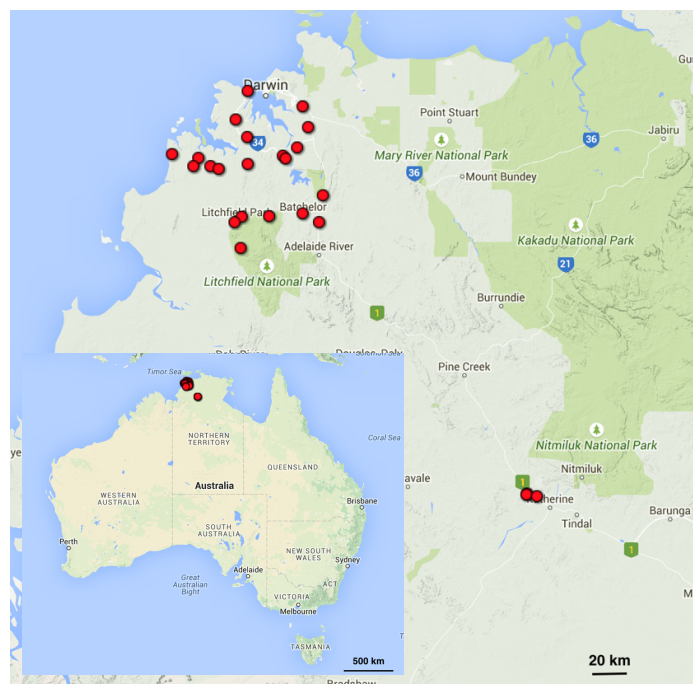 Darwin
Point Stuart
34
36
Jabiru
Mary River National Park
36
Mount Bundey
Litchfield Park
Batchelor
Kakadu National Park
Adelaide River
21
Litchfield National Park
Burrundie
1
Pine Creek
Nitmiluk National Park
Nitmiluk
1
Katherine
Tindal
Barunga
1
20 km
Timor Sea
Coral Sea
NORTHERN
TERRITORY
QUEENSLAND
Australia
WESTERN
AUSTRALIA
Brisbane
SOUTH
AUSTRALIA
Perth
NEW SOUTH
WALES
Sydney
Adelaide
Great
Australian
Bight
ACT
VICTORIA
Melbourne
TASMANIA
500 km